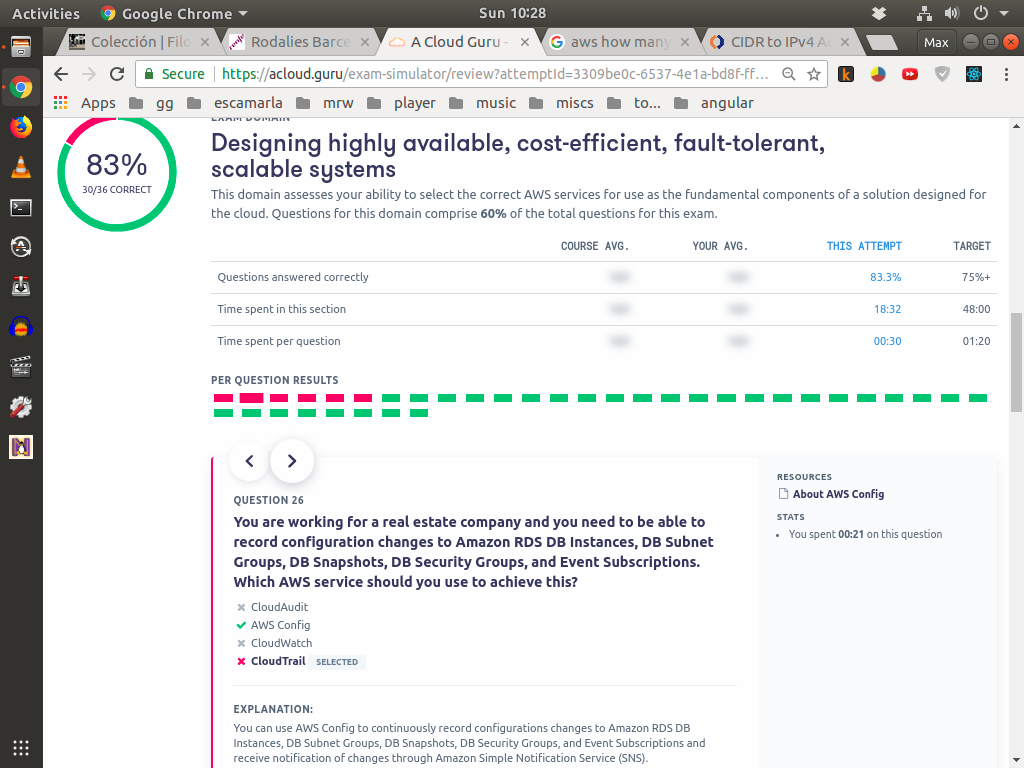 Activities
Google Chrome
Sun 10:28
Colección | Filo
Rodalies Barce
A Cloud Guru -
aws how many
CIDR to IPv4 A
Max
Secure
https://acloud.guru/exam-simulator/review?attemptId=3309be0c-6537-4e1a-bd8f-ff...
Apps
gg
escamarla
mrw
player
music
miscs
to...
angular
EXAM DOMAIN
Designing highly available, cost-efficient, fault-tolerant,
scalable systems
83%
30/36 CORRECT
This domain assesses your ability to select the correct AWS services for use as the fundamental components of a solution designed for
the cloud. Questions for this domain comprise 60% of the total questions for this exam.
COURSE AVG. YOUR AVG. THIS ATTEMPT TARGET
Questions answered correctly 83.3% 75%+
Time spent in this section 18:32 48:00
Time spent per question 00:30 01:20
PER QUESTION RESULTS
QUESTION 26
You are working for a real estate company and you need to be able to
record configuration changes to Amazon RDS DB Instances, DB Subnet
Groups, DB Snapshots, DB Security Groups, and Event Subscriptions.
Which AWS service should you use to achieve this?
CloudAudit
AWS Config
CloudWatch
CloudTrail SELECTED
EXPLANATION:
You can use AWS Config to continuously record configurations changes to Amazon RDS DB
Instances, DB Subnet Groups, DB Snapshots, DB Security Groups, and Event Subscriptions and
receive notification of changes through Amazon Simple Notification Service (SNS).
RESOURCES
About AWS Config
STATS
You spent 00:21 on this question